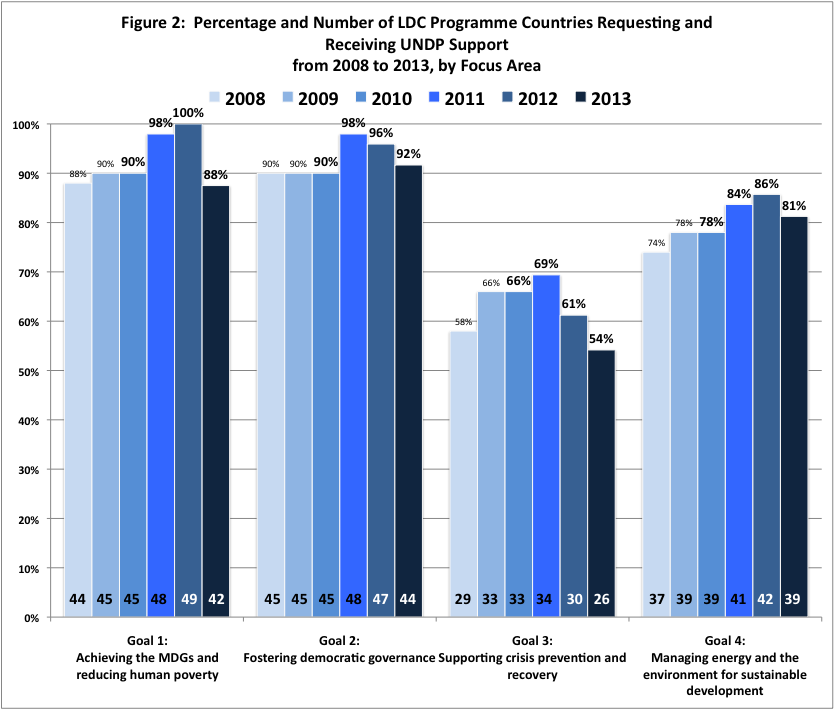 Figure 2:  Percentage and Number of LDC Programme Countries Requesting and
Receiving UNDP Support
from 2008 to 2013, by Focus Area
2008 2009 2010 2011 2012 2013
100%
90%
80%
70%
60%
50%
40%
30%
20%
10%
0%
88% 90% 90% 98% 100% 88%
90% 90% 90% 98% 96% 92%
58% 66% 66% 69% 61% 54%
74% 78% 78% 84% 86% 81%
44 45 45 48 49 42
45 45 45 48 47 44
29 33 33 34 30 26
37 39 39 41 42 39
Goal 1:
Achieving the MDGs and
reducing human poverty
Goal 2:
Fostering democratic governance
Goal 3:
Supporting crisis prevention and
recovery
Goal 4:
Managing energy and the
environment for sustainable
development